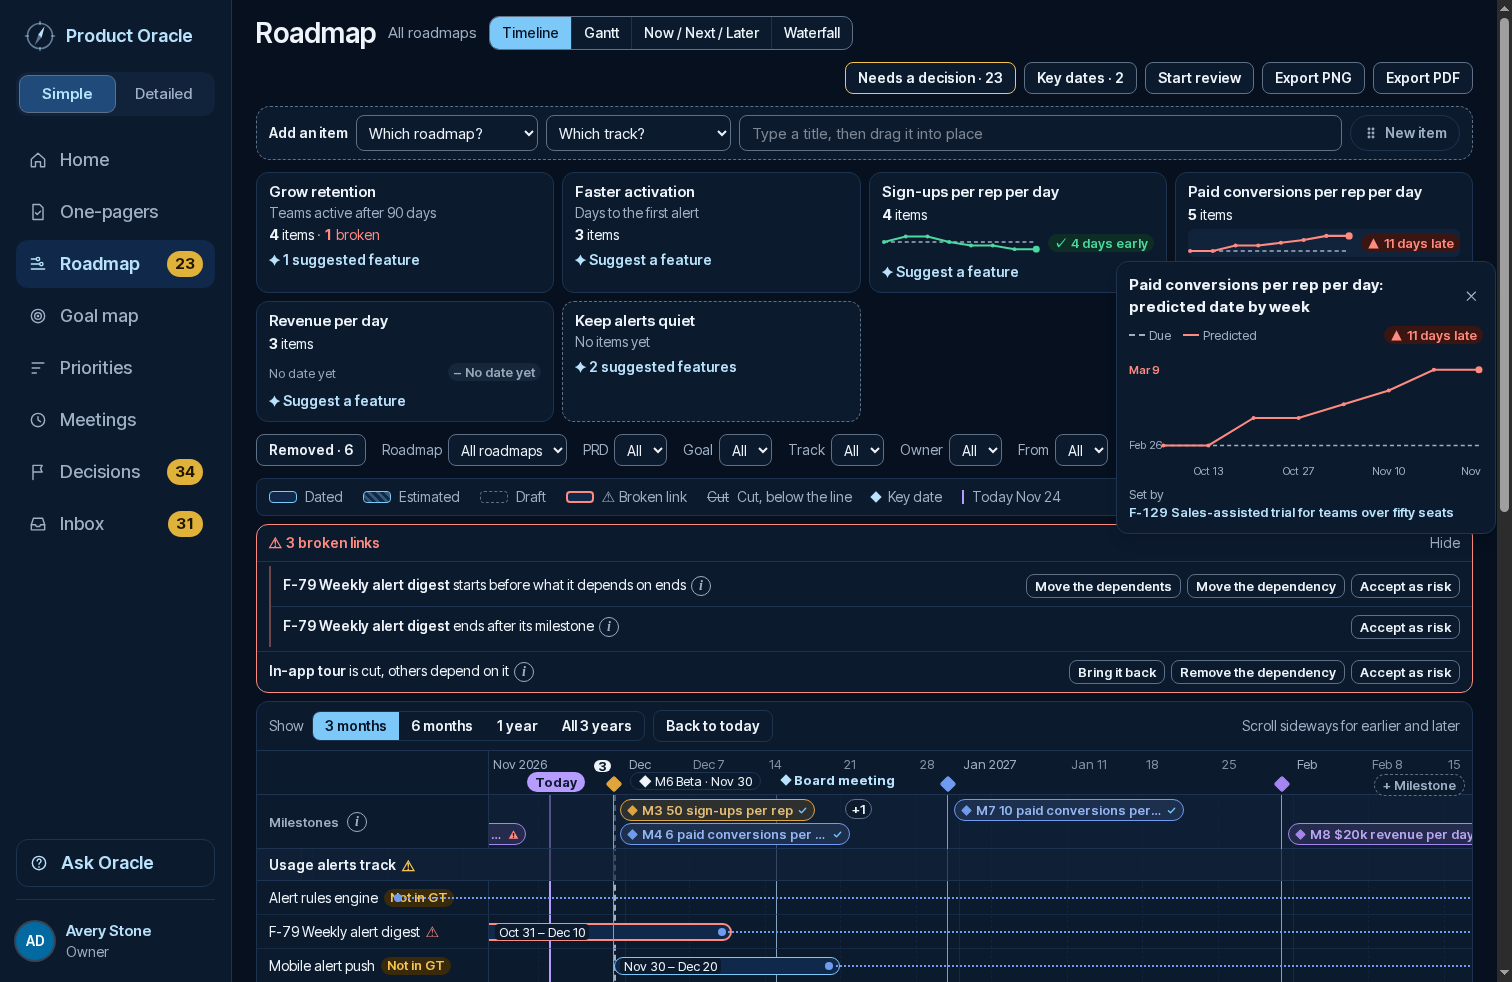 Product Oracle
Simple
Detailed
Home
One-pagers
Roadmap 23
Goal map
Priorities
Meetings
Decisions 34
Inbox 31
Ask Oracle
AD
Avery Stone
Owner
Roadmap All roadmaps Timeline Gantt Now / Next / Later Waterfall
Needs a decision · 23 Key dates · 2 Start review Export PNG Export PDF
Add an item Which roadmap? Which track? Type a title, then drag it into place New item
Grow retention
Teams active after 90 days
4 items · 1 broken
✦ 1 suggested feature
Faster activation
Days to the first alert
3 items
✦ Suggest a feature
Sign-ups per rep per day
4 items
✓ 4 days early
✦ Suggest a feature
Paid conversions per rep per day
5 items
▲ 11 days late
Revenue per day
3 items
No date yet – No date yet
✦ Suggest a feature
Keep alerts quiet
No items yet
✦ 2 suggested features
Paid conversions per rep per day:
predicted date by week
Due Predicted ▲ 11 days late
Mar 9
Feb 26
Oct 13 Oct 27 Nov 10 Nov
Set by
F-129 Sales-assisted trial for teams over fifty seats
Removed · 6 Roadmap All roadmaps PRD All Goal All Track All Owner All From All
Dated Estimated Draft ⚠ Broken link Cut Cut, below the line ◆ Key date Today Nov 24
⚠ 3 broken links Hide
F-79 Weekly alert digest starts before what it depends on ends i Move the dependents Move the dependency Accept as risk
F-79 Weekly alert digest ends after its milestone i Accept as risk
In-app tour is cut, others depend on it i Bring it back Remove the dependency Accept as risk
Show 3 months 6 months 1 year All 3 years Back to today Scroll sideways for earlier and later
Nov 2026 3 Dec Dec 7 14 21 28 Jan 2027 Jan 11 18 25 Feb Feb 8 15
Today ◆ M6 Beta · Nov 30 ◆ Board meeting + Milestone
Milestones i
◆ M3 50 sign-ups per rep ✓ +1 ◆ M7 10 paid conversions per... ✓
... ◆ M4 6 paid conversions per ... ✓ ◆ M8 $20k revenue per day
Usage alerts track ⚠
Alert rules engine Not in GT
F-79 Weekly alert digest ⚠ Oct 31 – Dec 10
Mobile alert push Not in GT Nov 30 – Dec 20